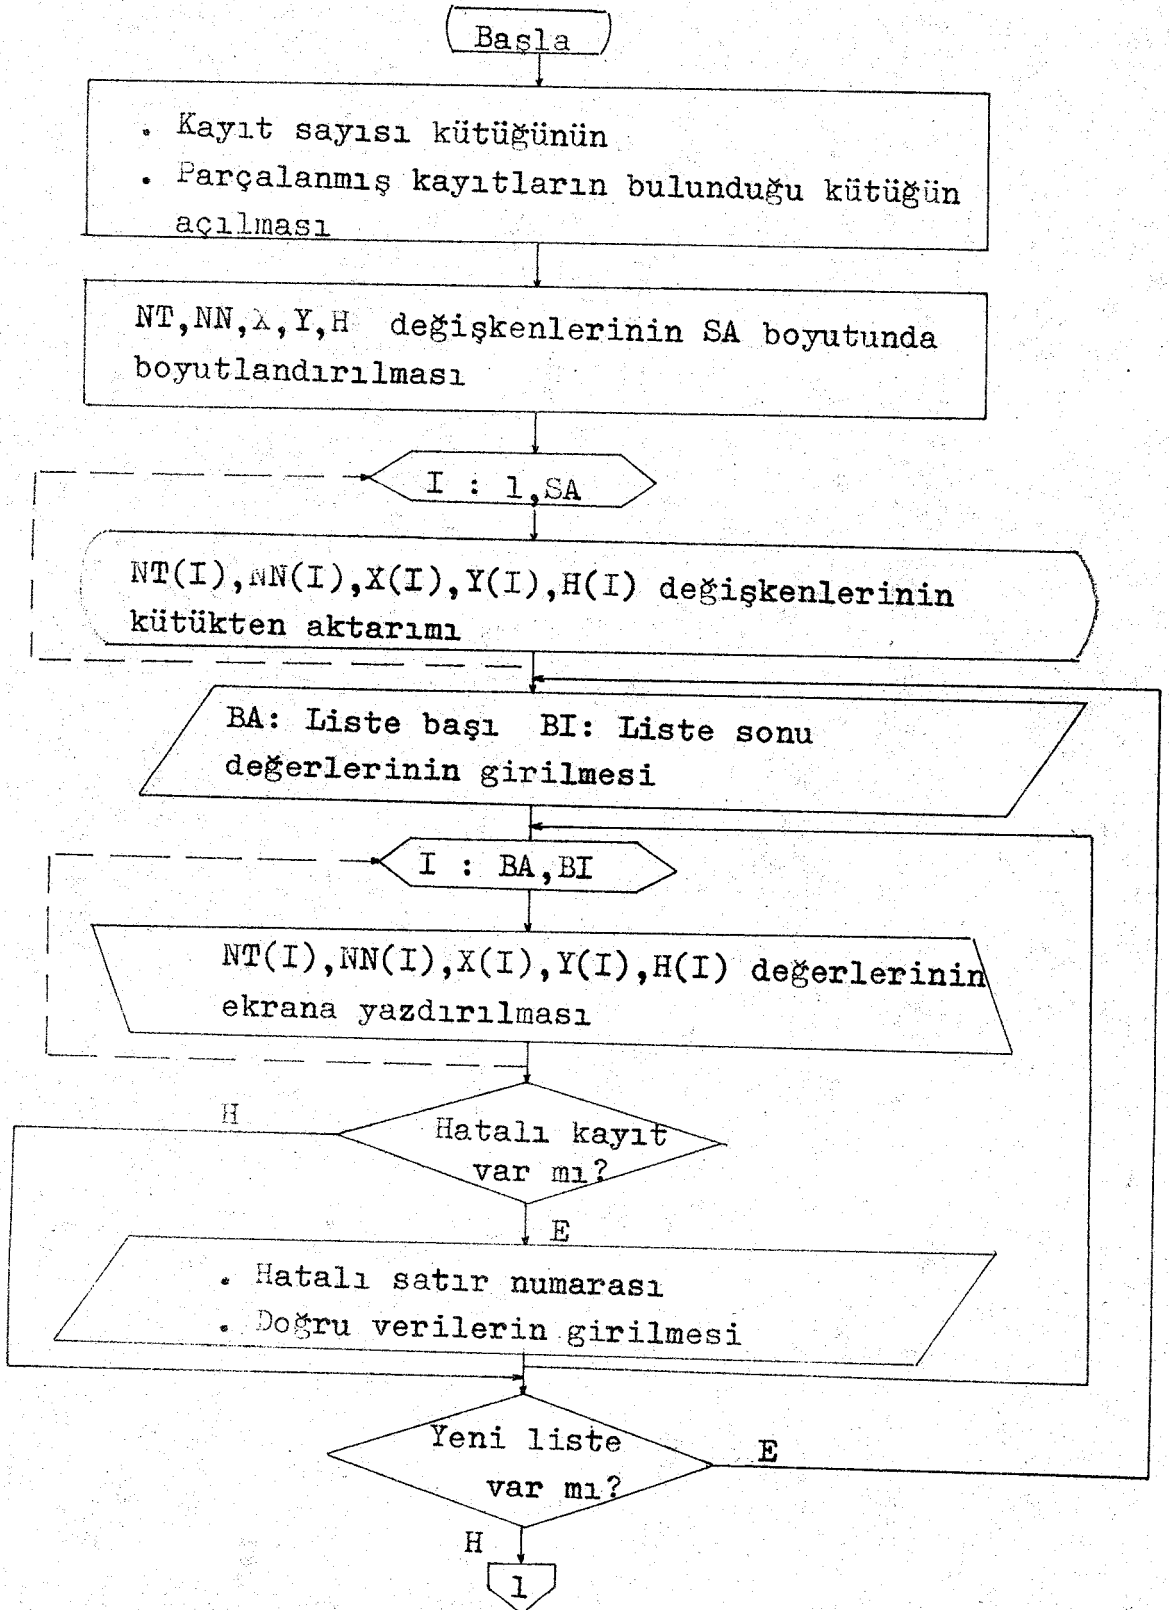 Başla
. Kayıt sayısı kütüğünün
. Parçalanmış kayıtların bulunduğu kütüğün
açılması
NT,NN,X,Y,H değişkenlerinin SA boyutunda
boyutlandırılması
I : 1,SA
NT(I),NN(I),X(I),Y(I),H(I) değişkenlerinin
kütükten aktarımı
BA: Liste başı BI: Liste sonu
değerlerinin girilmesi
I : BA,BI
NT(I),NN(I),X(I),Y(I),H(I) değerlerinin
ekrana yazdırılması
H
Hatalı kayıt
var mı?
E
. Hatalı satır numarası
. Doğru verilerin girilmesi
Yeni liste
var mı?
E
H
1